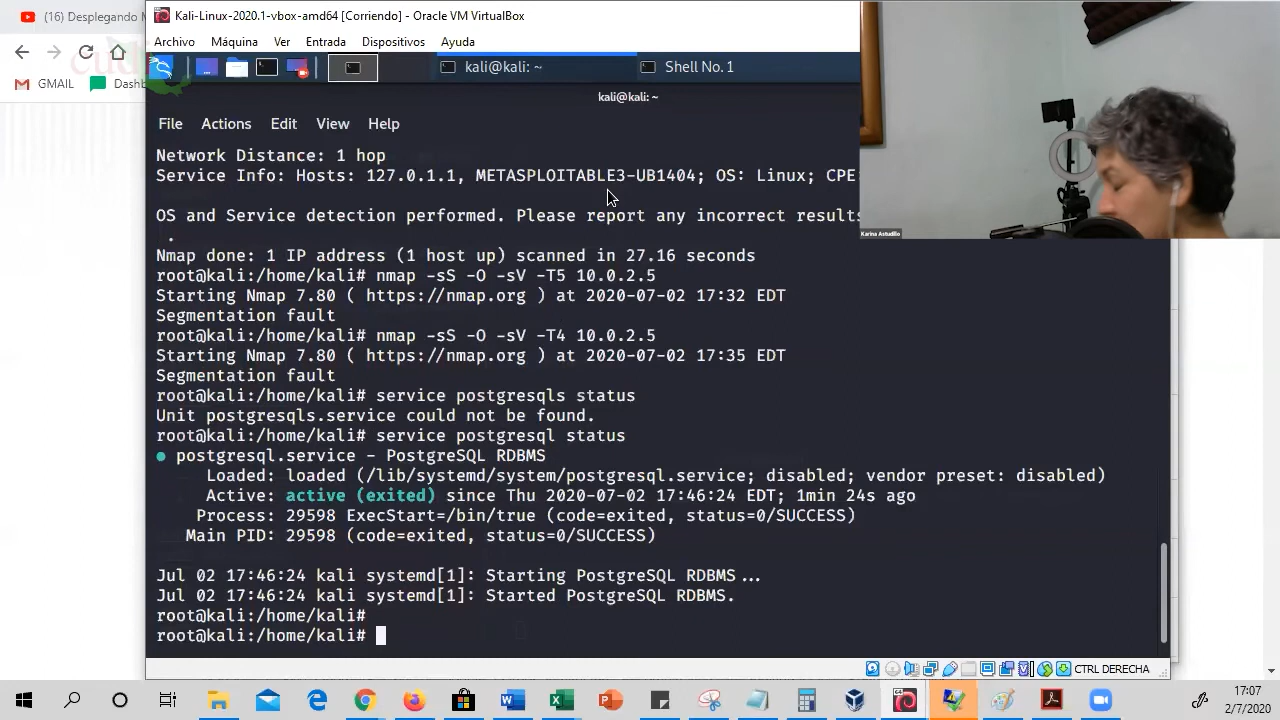 (16) Desplegando M
GMAIL
Dashb
cudi
Kali-Linux-2020.1-vbox-amd64 [Corriendo] - Oracle VM VirtualBox
Archivo Máquina Ver Entrada Dispositivos Ayuda
kali@kali: ~ Shell No. 1
kali@kali: ~
File Actions Edit View Help
Network Distance: 1 hop
Service Info: Hosts: 127.0.1.1, METASPLOITABLE3-UB1404; OS: Linux; CPE
OS and Service detection performed. Please report any incorrect results
.
Nmap done: 1 IP address (1 host up) scanned in 27.16 seconds
root@kali:/home/kali# nmap -sS -O -sV -T5 10.0.2.5
Starting Nmap 7.80 ( https://nmap.org ) at 2020-07-02 17:32 EDT
Segmentation fault
root@kali:/home/kali# nmap -sS -O -sV -T4 10.0.2.5
Starting Nmap 7.80 ( https://nmap.org ) at 2020-07-02 17:35 EDT
Segmentation fault
root@kali:/home/kali# service postgresqls status
Unit postgresqls.service could not be found.
root@kali:/home/kali# service postgresql status
● postgresql.service - PostgreSQL RDBMS
Loaded: loaded (/lib/systemd/system/postgresql.service; disabled; vendor preset: disabled)
Active: active (exited) since Thu 2020-07-02 17:46:24 EDT; 1min 24s ago
Process: 29598 ExecStart=/bin/true (code=exited, status=0/SUCCESS)
Main PID: 29598 (code=exited, status=0/SUCCESS)
Jul 02 17:46:24 kali systemd[1]: Starting PostgreSQL RDBMS...
Jul 02 17:46:24 kali systemd[1]: Started PostgreSQL RDBMS.
root@kali:/home/kali#
root@kali:/home/kali#
Karina Astudillo
CTRL DERECHA
17:07
2/7/2020